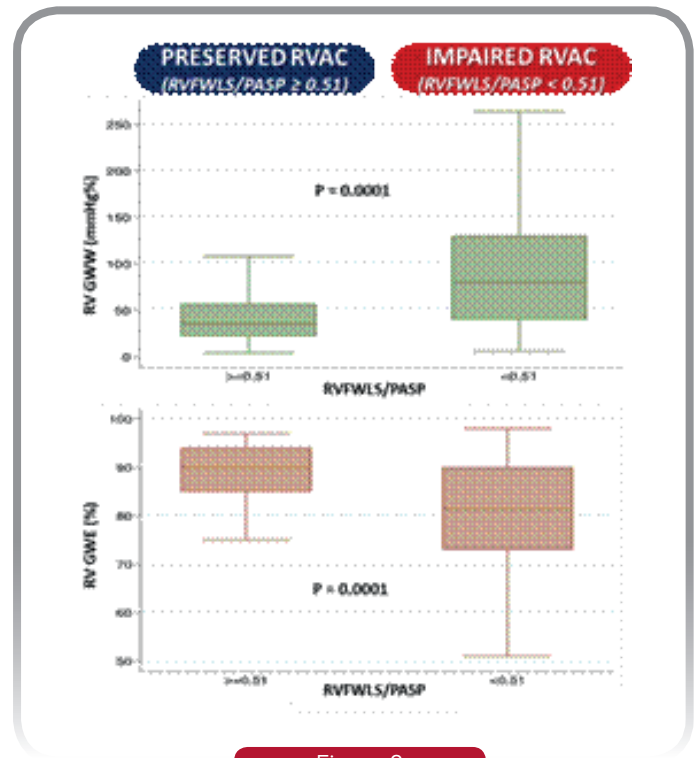 PRESERVED RVAC
(RVFWLS/PASP ≥ 0.51)
IMPAIRED RVAC
(RVFWLS/PASP < 0.51)
RV GWW (mmHg%)
250
200
150
100
50
0
P = 0.0001
>=0.51
<0.51
RVFWLS/PASP
RV GWE (%)
100
90
80
70
60
50
P = 0.0001
>=0.51
<0.51
RVFWLS/PASP